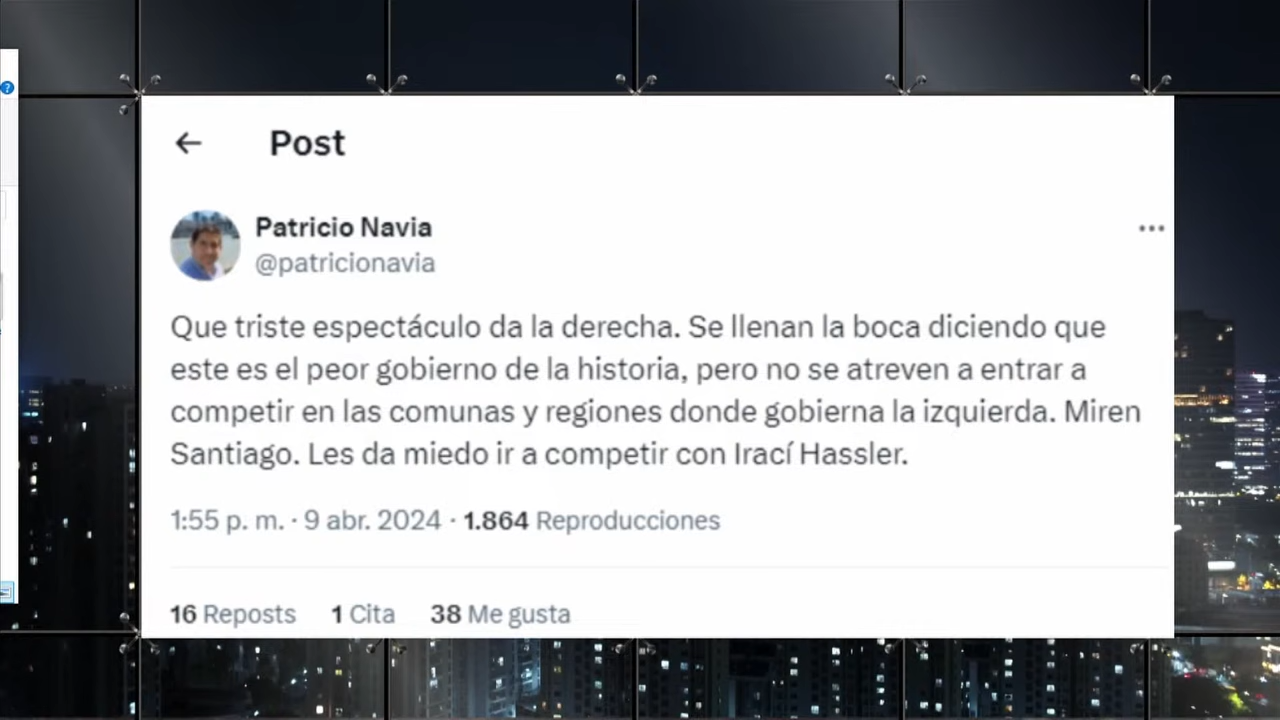 Post
Patricio Navia
@patricionavia
Que triste espectáculo da la derecha. Se llenan la boca diciendo que
este es el peor gobierno de la historia, pero no se atreven a entrar a
competir en las comunas y regiones donde gobierna la izquierda. Miren
Santiago. Les da miedo ir a competir con Iracί Hassler.
1:55 p. m. · 9 abr. 2024 · 1.864 Reproducciones
16 Reposts 1 Cita 38 Me gusta